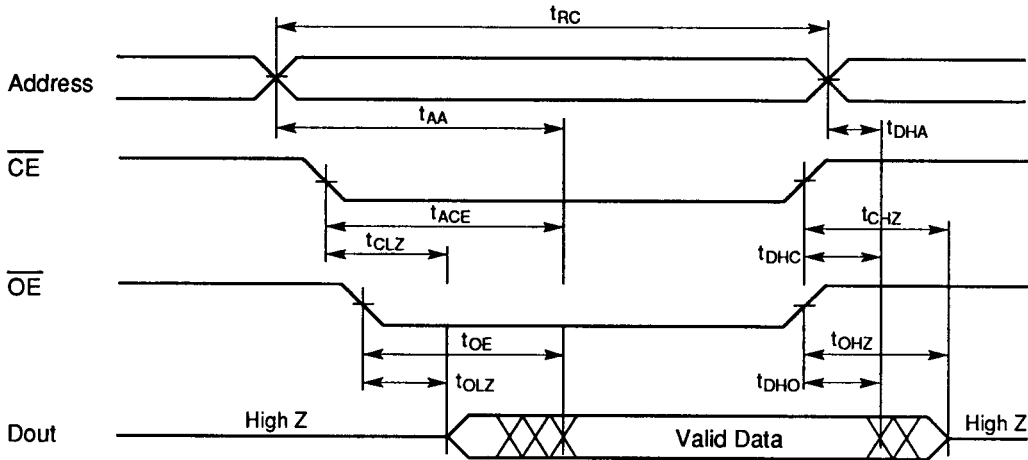 tRC
Address
tAA
tDHA
CE
tACE
tCHZ
tCLZ
tDHC
OE
tOE
tOHZ
tOLZ
tDHO
Dout
High Z
Valid Data
High Z